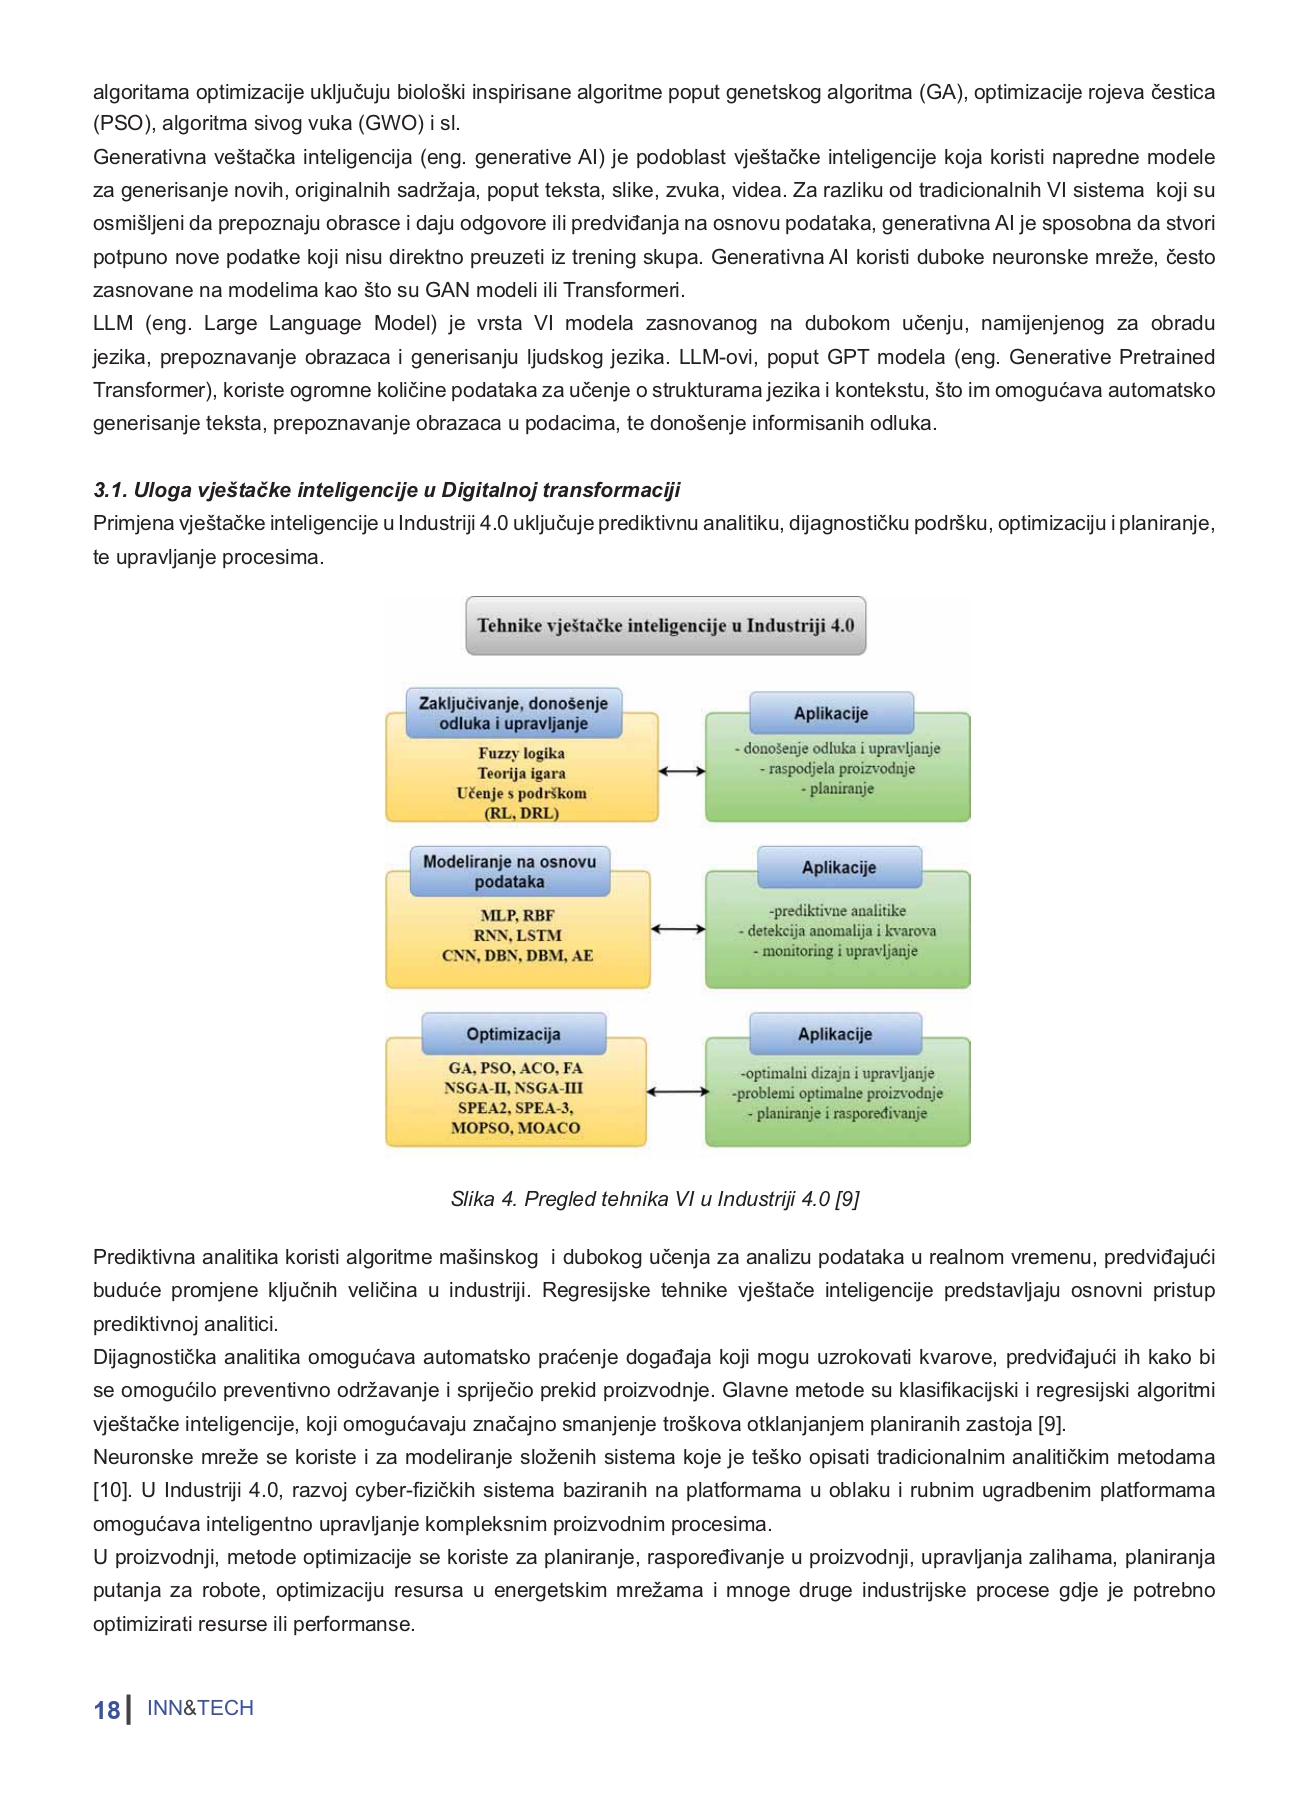 algoritama optimizacije uključuju biološki inspirisane algoritme poput genetskog algoritma (GA), optimizacije rojeva čestica
(PSO), algoritma sivog vuka (GWO) i sl.
Generativna veštačka inteligencija (eng. generative AI) je podoblast vještačke inteligencije koja koristi napredne modele
za generisanje novih, originalnih sadržaja, poput teksta, slike, zvuka, videa. Za razliku od tradicionalnih VI sistema koji su
osmišljeni da prepoznaju obrasce i daju odgovore ili predviđanja na osnovu podataka, generativna AI je sposobna da stvori
potpuno nove podatke koji nisu direktno preuzeti iz trening skupa. Generativna AI koristi duboke neuronske mreže, često
zasnovane na modelima kao što su GAN modeli ili Transformeri.
LLM (eng. Large Language Model) je vrsta VI modela zasnovanog na dubokom učenju, namijenjenog za obradu
jezika, prepoznavanje obrazaca i generisanju ljudskog jezika. LLM-ovi, poput GPT modela (eng. Generative Pretrained
Transformer), koriste ogromne količine podataka za učenje o strukturama jezika i kontekstu, što im omogućava automatsko
generisanje teksta, prepoznavanje obrazaca u podacima, te donošenje informisanih odluka.
3.1. Uloga vještačke inteligencije u Digitalnoj transformaciji
Primjena vještačke inteligencije u Industriji 4.0 uključuje prediktivnu analitiku, dijagnostičku podršku, optimizaciju i planiranje,
te upravljanje procesima.
Tehnike vještačke inteligencije u Industriji 4.0
Zaključivanje, donošenje
odluka i upravljanje
Fuzzy logika
Teorija igara
Učenje s podrškom
(RL, DRL)
Aplikacije
- donošenje odluka i upravljanje
- raspodjela proizvodnje
- planiranje
Modeliranje na osnovu
podataka
MLP, RBF
RNN, LSTM
CNN, DBN, DBM, AE
Aplikacije
-prediktivne analitike
- detekcija anomalija i kvarova
- monitoring i upravljanje
Optimizacija
GA, PSO, ACO, FA
NSGA-II, NSGA-III
SPEA2, SPEA-3,
MOPSO, MOACO
Aplikacije
-optimalni dizajn i upravljanje
-problemi optimalne proizvodnje
- planiranje i raspoređivanje
Slika 4. Pregled tehnika VI u Industriji 4.0 [9]
Prediktivna analitika koristi algoritme mašinskog i dubokog učenja za analizu podataka u realnom vremenu, predviđajući
buduće promjene ključnih veličina u industriji. Regresijske tehnike vještače inteligencije predstavljaju osnovni pristup
prediktivnoj analitici.
Dijagnostička analitika omogućava automatsko praćenje događaja koji mogu uzrokovati kvarove, predviđajući ih kako bi
se omogućilo preventivno održavanje i spriječio prekid proizvodnje. Glavne metode su klasifikacijski i regresijski algoritmi
vještačke inteligencije, koji omogućavaju značajno smanjenje troškova otklanjanjem planiranih zastoja [9].
Neuronske mreže se koriste i za modeliranje složenih sistema koje je teško opisati tradicionalnim analitičkim metodama
[10]. U Industriji 4.0, razvoj cyber-fizičkih sistema baziranih na platformama u oblaku i rubnim ugradbenim platformama
omogućava inteligentno upravljanje kompleksnim proizvodnim procesima.
U proizvodnji, metode optimizacije se koriste za planiranje, raspoređivanje u proizvodnji, upravljanja zalihama, planiranja
putanja za robote, optimizaciju resursa u energetskim mrežama i mnoge druge industrijske procese gdje je potrebno
optimizirati resurse ili performanse.
18 INN&TECH